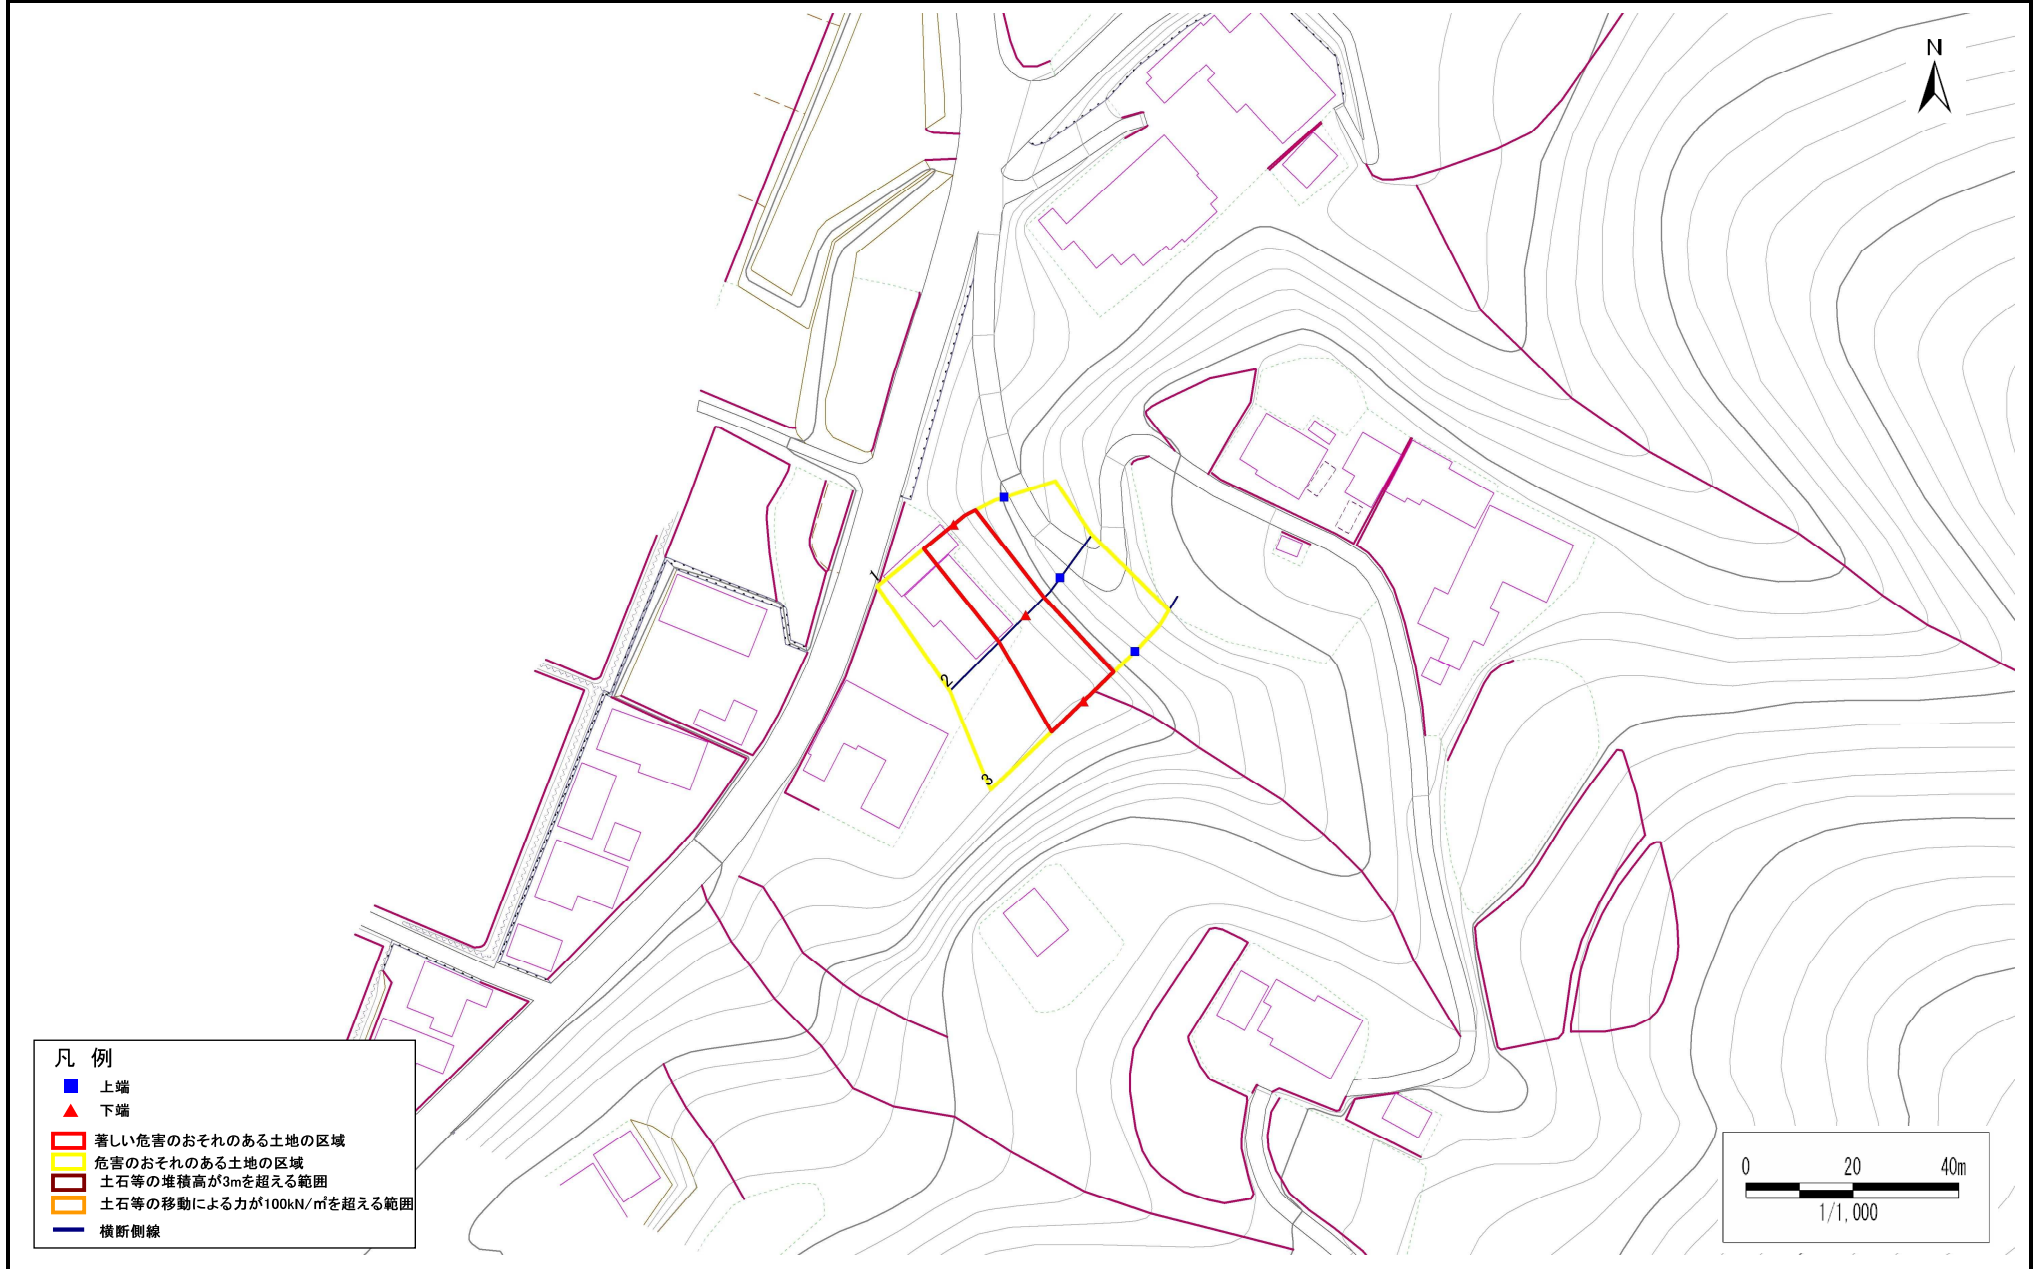 N
1
2
3
凡 例
上端
下端
著しい危害のおそれのある土地の区域
危害のおそれのある土地の区域
土石等の堆積高が3mを超える範囲
土石等の移動による力が100kN/㎡を超える範囲
横断側線
0 20 40m
1/1,000